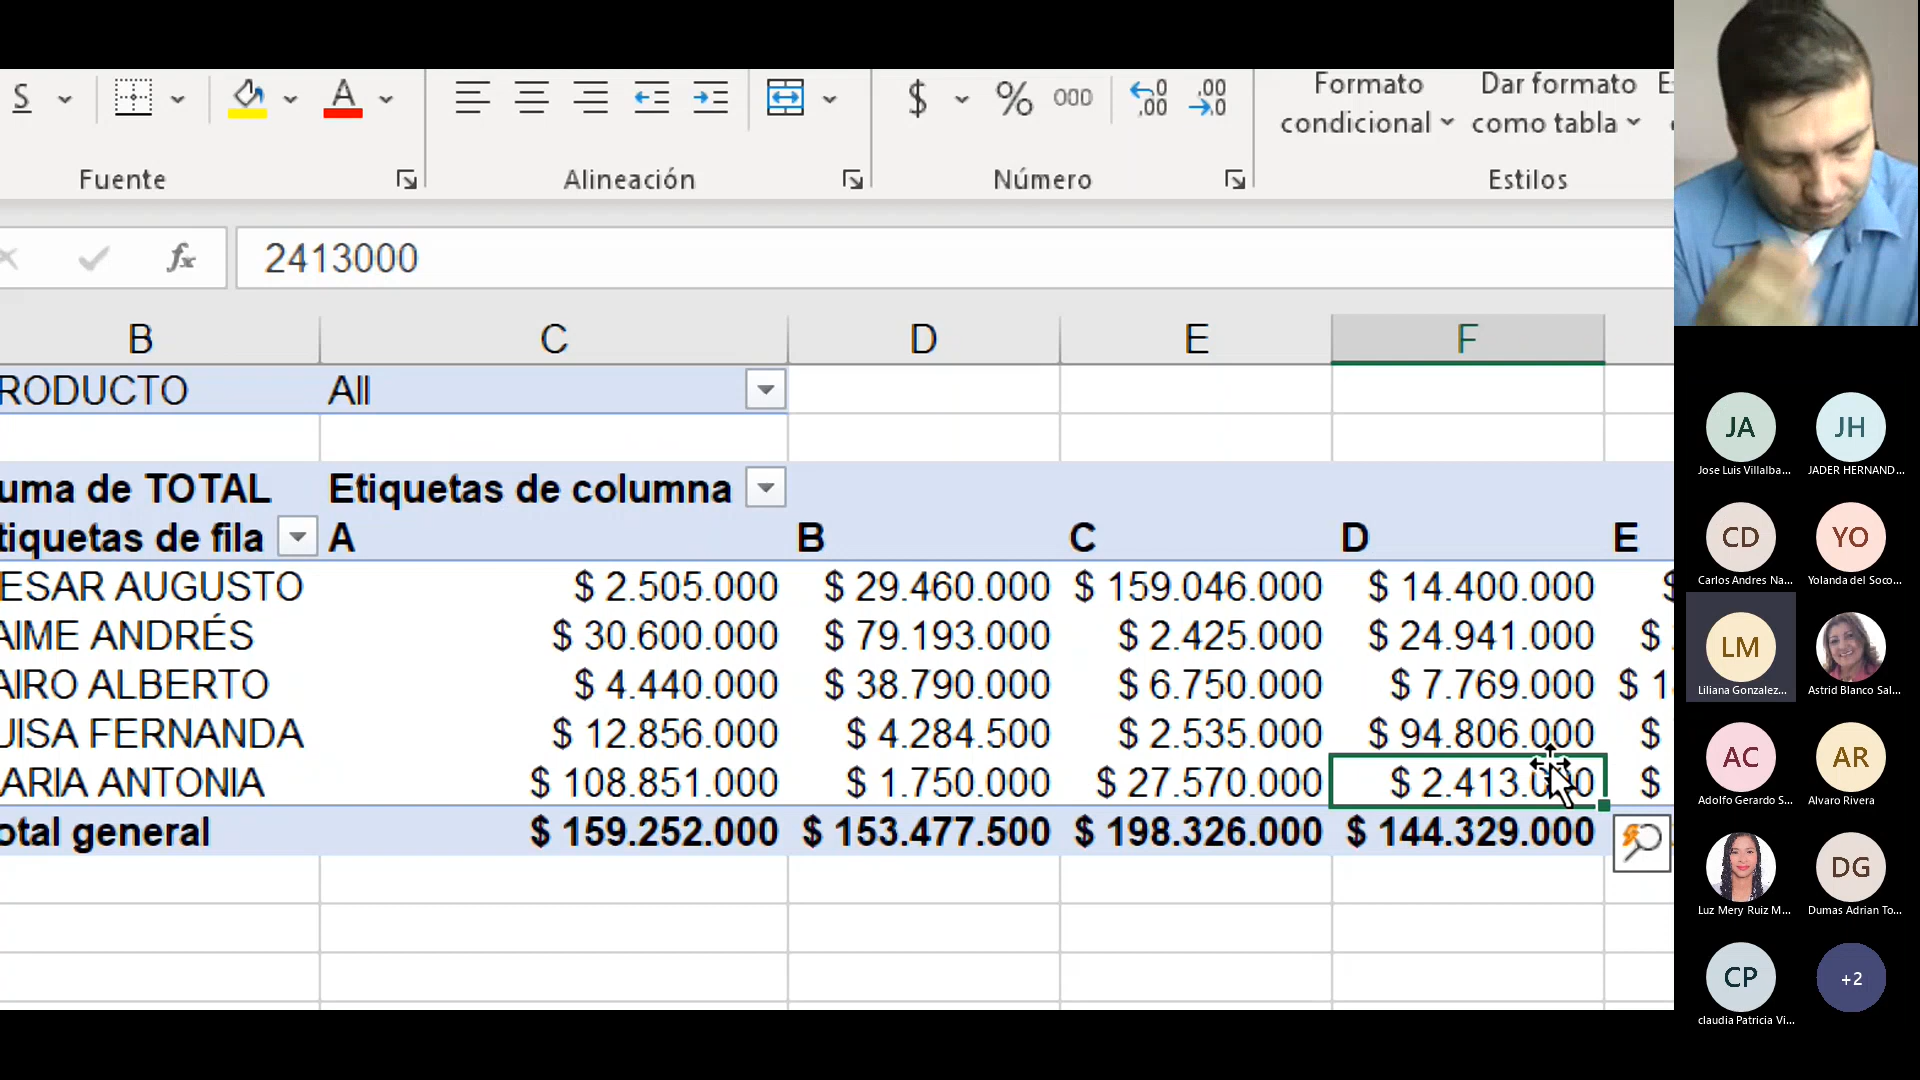 S
A
$ % 000
Formato condicional
Dar formato como tabla
E
Fuente
Alineación
Número
Estilos
fx 2413000
B C D E F
RODUCTO All
uma de TOTAL Etiquetas de columna
tiquetas de fila A B C D E
ESAR AUGUSTO $ 2.505.000 $ 29.460.000 $ 159.046.000 $ 14.400.000 $
AIME ANDRÉS $ 30.600.000 $ 79.193.000 $ 2.425.000 $ 24.941.000 $
AIRO ALBERTO $ 4.440.000 $ 38.790.000 $ 6.750.000 $ 7.769.000 $ 1
UISA FERNANDA $ 12.856.000 $ 4.284.500 $ 2.535.000 $ 94.806.000 $
ARIA ANTONIA $ 108.851.000 $ 1.750.000 $ 27.570.000 $ 2.413.000 $
otal general $ 159.252.000 $ 153.477.500 $ 198.326.000 $ 144.329.000
JA JH
Jose Luis Villalba... JADER HERNAND...
CD YO
Carlos Andres Na... Yolanda del Soco...
LM
Liliana Gonzalez... Astrid Blanco Sal...
AC AR
Adolfo Gerardo S... Alvaro Rivera
DG
Luz Mery Ruiz M... Dumas Adrian To...
CP +2
claudia Patricia Vi...